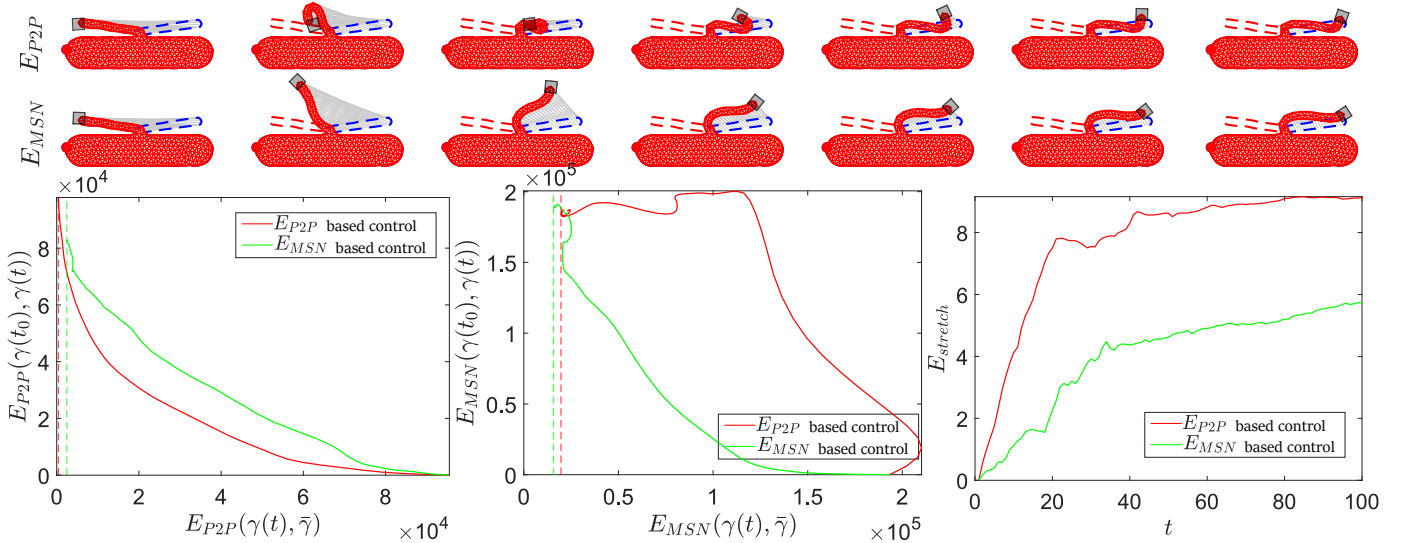 E_{P2P}
E_{MSN}
×10^4
E_{P2P}(γ(t_0), γ(t))
8
6
4
2
0
E_{P2P} based control
E_{MSN} based control
0 2 4 6 8
E_{P2P}(γ(t), γ̄)
×10^4
×10^5
E_{MSN}(γ(t_0), γ(t))
2
1.5
1
0.5
0
E_{P2P} based control
E_{MSN} based control
0 0.5 1 1.5 2
E_{MSN}(γ(t), γ̄)
×10^5
E_{stretch}
8
6
4
2
0
E_{P2P} based control
E_{MSN} based control
0 20 40 60 80 100
t